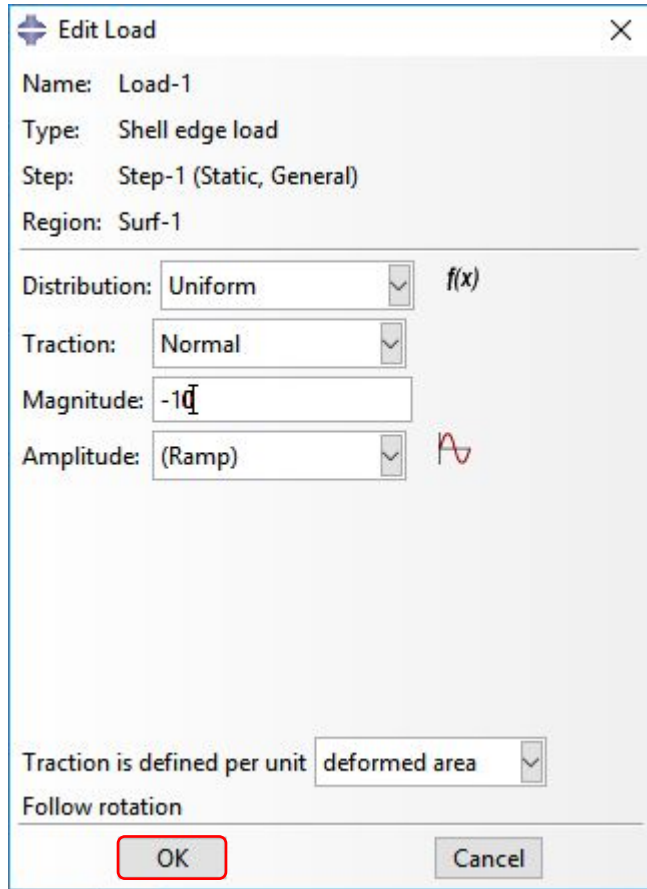 Edit Load
Name: Load-1
Type: Shell edge load
Step: Step-1 (Static, General)
Region: Surf-1
Distribution: Uniform f(x)
Traction: Normal
Magnitude: -10
Amplitude: (Ramp)
Traction is defined per unit deformed area
Follow rotation
OK Cancel